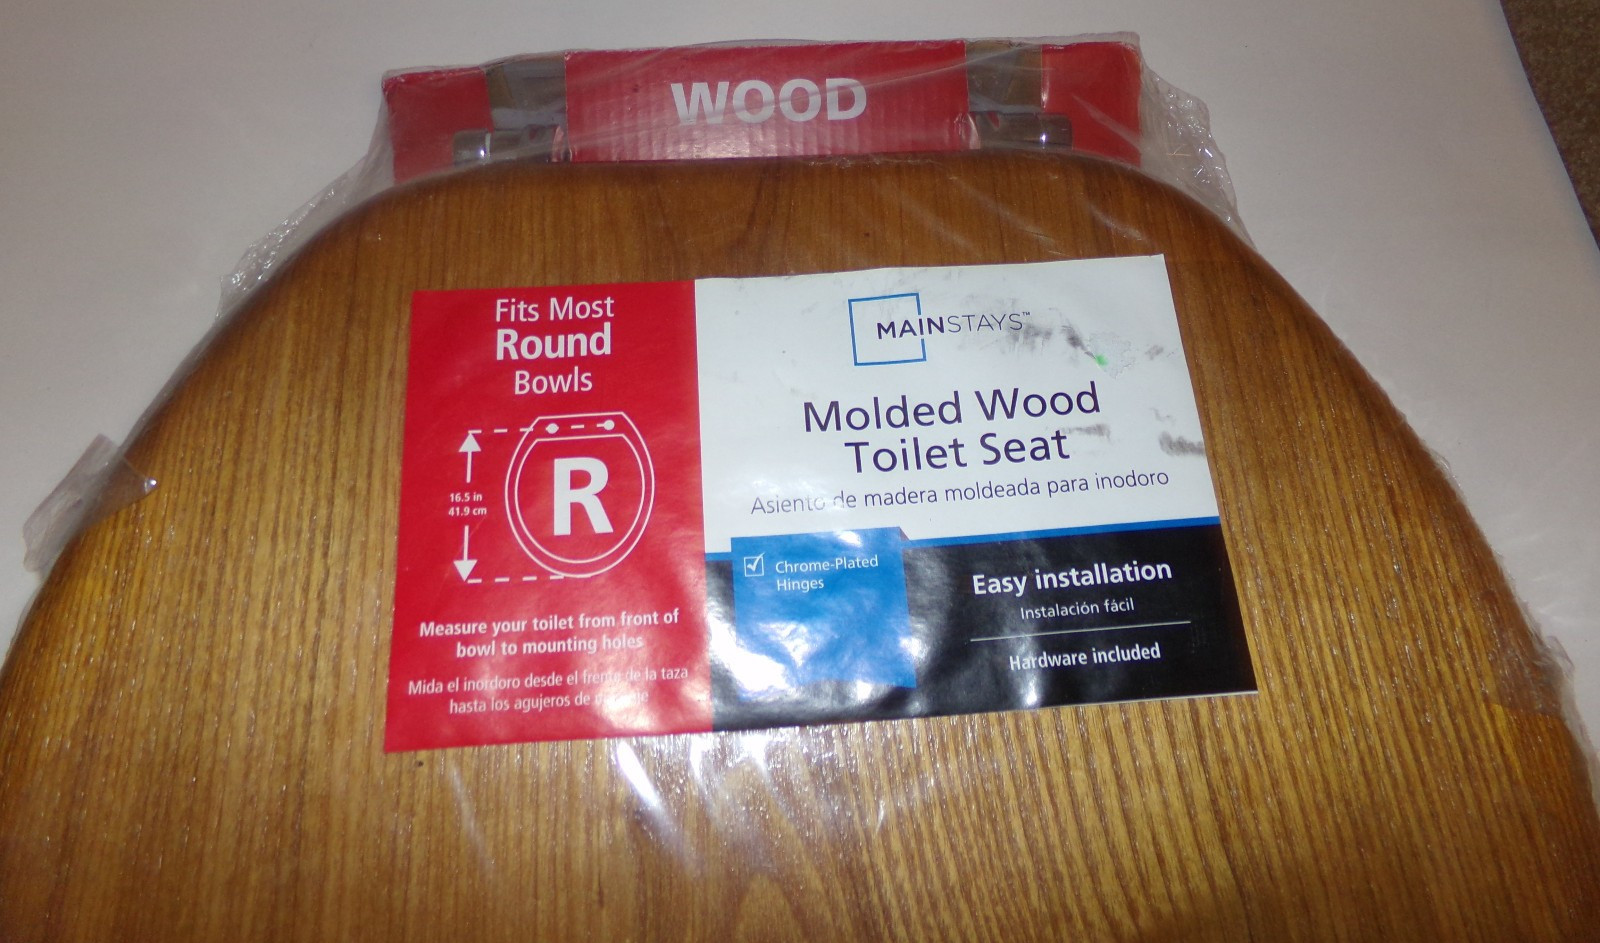 WOOD
Fits Most
Round
Bowls
R
16.5 in
41.9 cm
Measure your toilet from front of
bowl to mounting holes
Mida el inordoro desde el frente de la taza
hasta los agujeros de
MAINSTAYS™
Molded Wood
Toilet Seat
Asiento de madera moldeada para inodoro
Chrome-Plated
Hinges
Easy installation
Instalación fácil
Hardware included